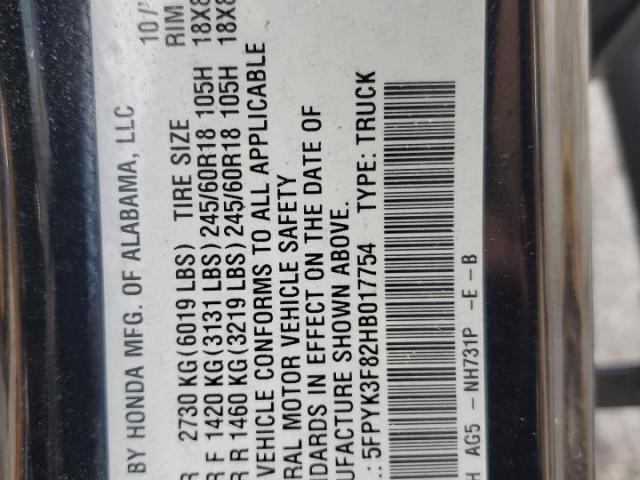 BY HONDA MFG. OF ALABAMA, LLC 10/
R 2730 KG(6019 LBS) TIRE SIZE RIM
R F 1420 KG(3131 LBS) 245/60R18 105H 18X8
R R 1460 KG(3219 LBS) 245/60R18 105H 18X8
VEHICLE CONFORMS TO ALL APPLICABLE
ERAL MOTOR VEHICLE SAFETY
NDARDS IN EFFECT ON THE DATE OF
UFACTURE SHOWN ABOVE.
.: 5FPYK3F82HB017754 TYPE: TRUCK
H AG5 - NH731P -E -B